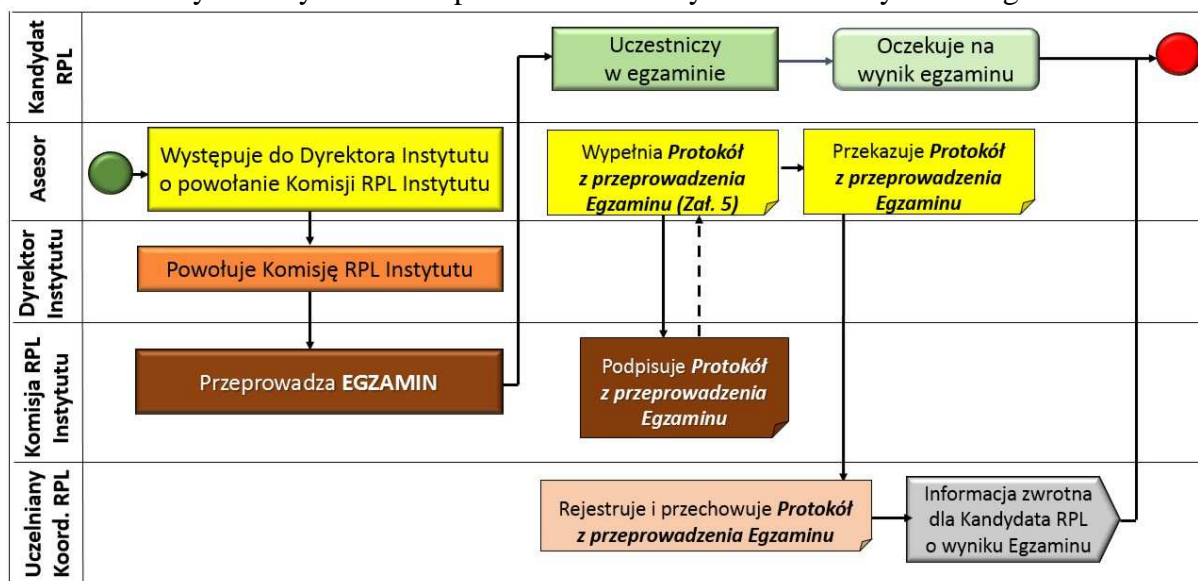 Kandydat
RPL
Uczestniczy
w egzaminie
Oczekuje na
wynik egzaminu
Asesor
Występuje do Dyrektora Instytutu
o powołanie Komisji RPL Instytutu
Wypełnia Protokół
z przeprowadzenia
Egzaminu (Zał. 5)
Przekazuje Protokół
z przeprowadzenia
Egzaminu
Dyrektor
Instytutu
Powołuje Komisję RPL Instytutu
Komisja RPL
Instytutu
Przeprowadza EGZAMIN
Podpisuje Protokół
z przeprowadzenia
Egzaminu
Uczelniany
Koord. RPL
Rejestruje i przechowuje Protokół
z przeprowadzenia Egzaminu
Informacja zwrotna
dla Kandydata RPL
o wyniku Egzaminu